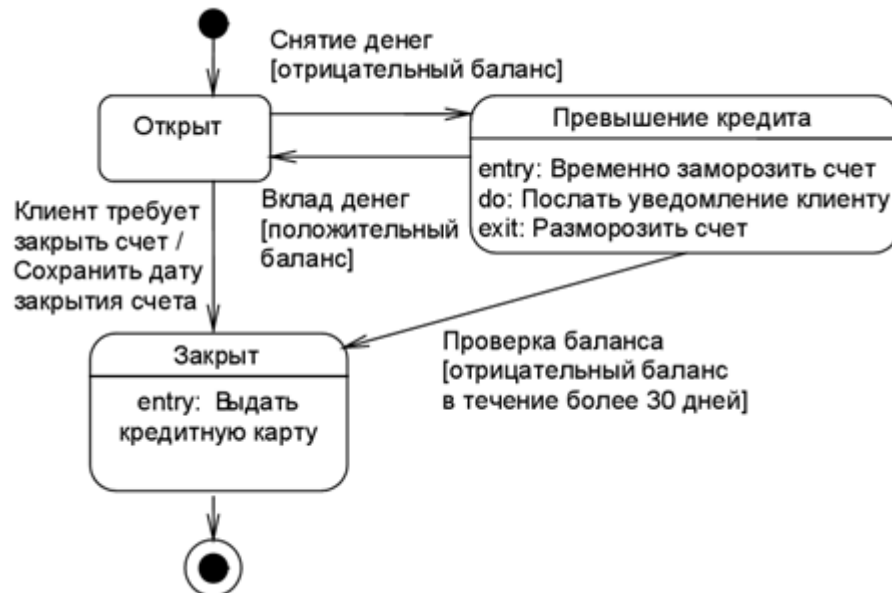 Снятие денег
[отрицательный баланс]
Открыт
Превышение кредита
entry: Временно заморозить счет
do: Послать уведомление клиенту
exit: Разморозить счет
Клиент требует
закрыть счет /
Сохранить дату
закрытия счета
Вклад денег
[положительный
баланс]
Закрыт
entry: Выдать
кредитную карту
Проверка баланса
[отрицательный баланс
в течение более 30 дней]